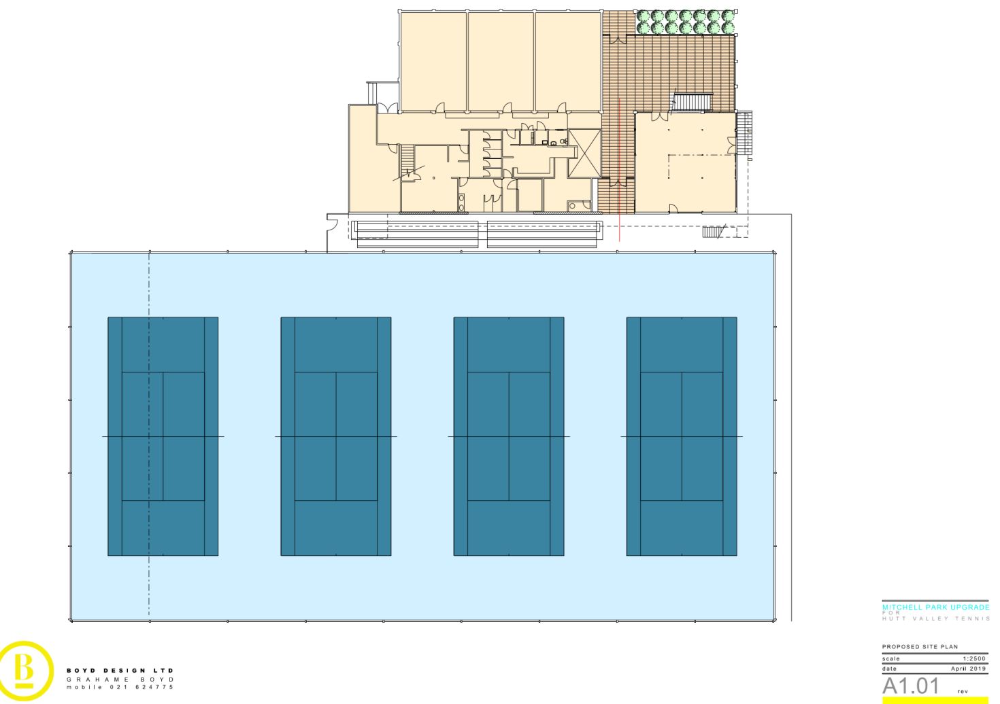 MITCHELL PARK UPGRADE
FOR
HUTT VALLEY TENNIS
PROPOSED SITE PLAN
scale 1:2500
date April 2019
A1.01 rev
B
BOYD DESIGN LTD
GRAHAME BOYD
mobile 021 624775